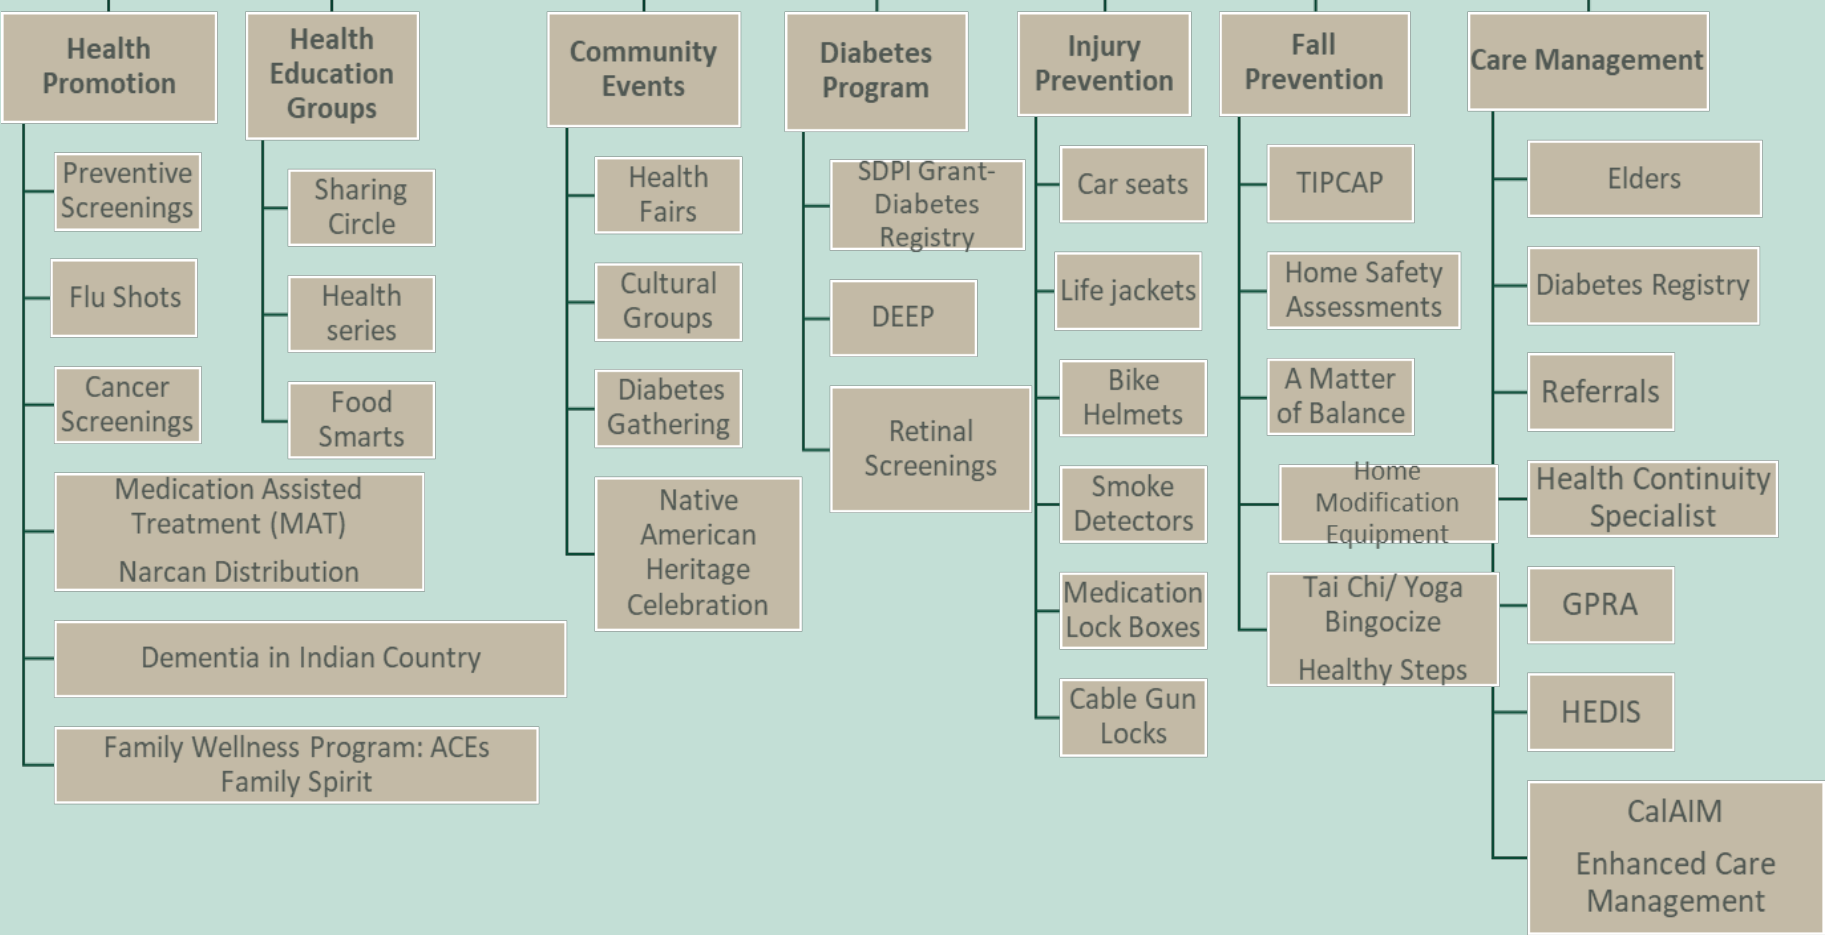 Health
Promotion
Preventive
Screenings
Flu Shots
Cancer
Screenings
Medication Assisted
Treatment (MAT)
Narcan Distribution
Dementia in Indian Country
Family Wellness Program: ACEs
Family Spirit
Health
Education
Groups
Sharing
Circle
Health
series
Food
Smarts
Community
Events
Health
Fairs
Cultural
Groups
Diabetes
Gathering
Native
American
Heritage
Celebration
Diabetes
Program
SDPI Grant-
Diabetes
Registry
DEEP
Retinal
Screenings
Injury
Prevention
Car seats
Life jackets
Bike
Helmets
Smoke
Detectors
Medication
Lock Boxes
Cable Gun
Locks
Fall
Prevention
TIPCAP
Home Safety
Assessments
A Matter
of Balance
Home
Modification
Equipment
Tai Chi/ Yoga
Bingocize
Healthy Steps
Care Management
Elders
Diabetes Registry
Referrals
Health Continuity
Specialist
GPRA
HEDIS
CalAIM
Enhanced Care
Management